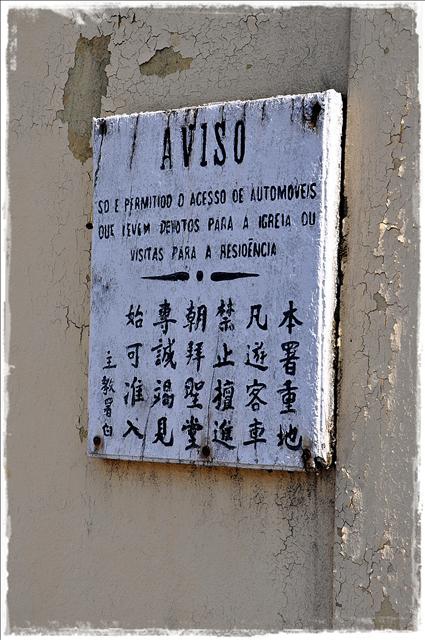 AVISO
SO E PERMITIDO O ACESSO DE AUTOMOVEIS
QUE LEVEM DEVOTOS PARA A IGREIA OU
VISITAS PARA A RESIDÊNCIA
本署重地
凡遊客車
禁止擅進
朝拜聖堂
專誠謁見
始可准入
主教署白